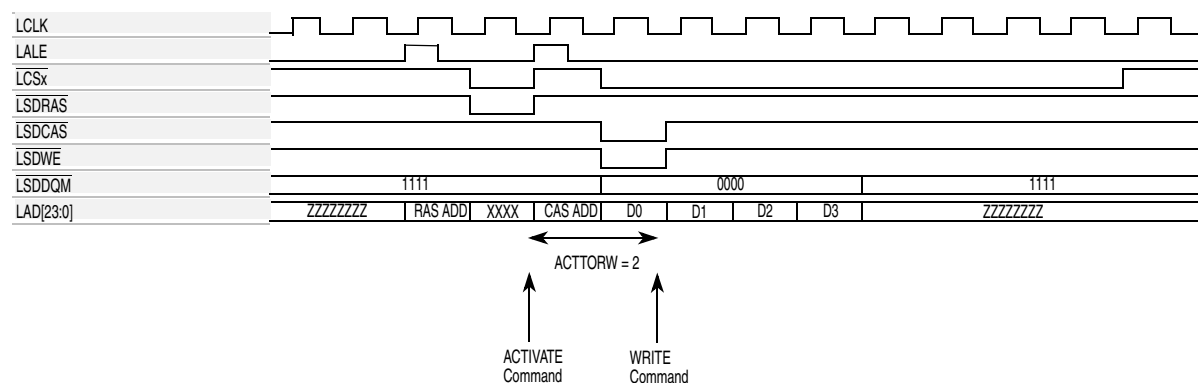 LCLK
LALE
LCSx
LSDRAS
LSDCAS
LSDWE
LSDDQM 1111 0000 1111
LAD[23:0] ZZZZZZZZ RAS ADD XXXX CAS ADD D0 D1 D2 D3 ZZZZZZZZ
ACTTORW = 2
ACTIVATE WRITE
Command Command